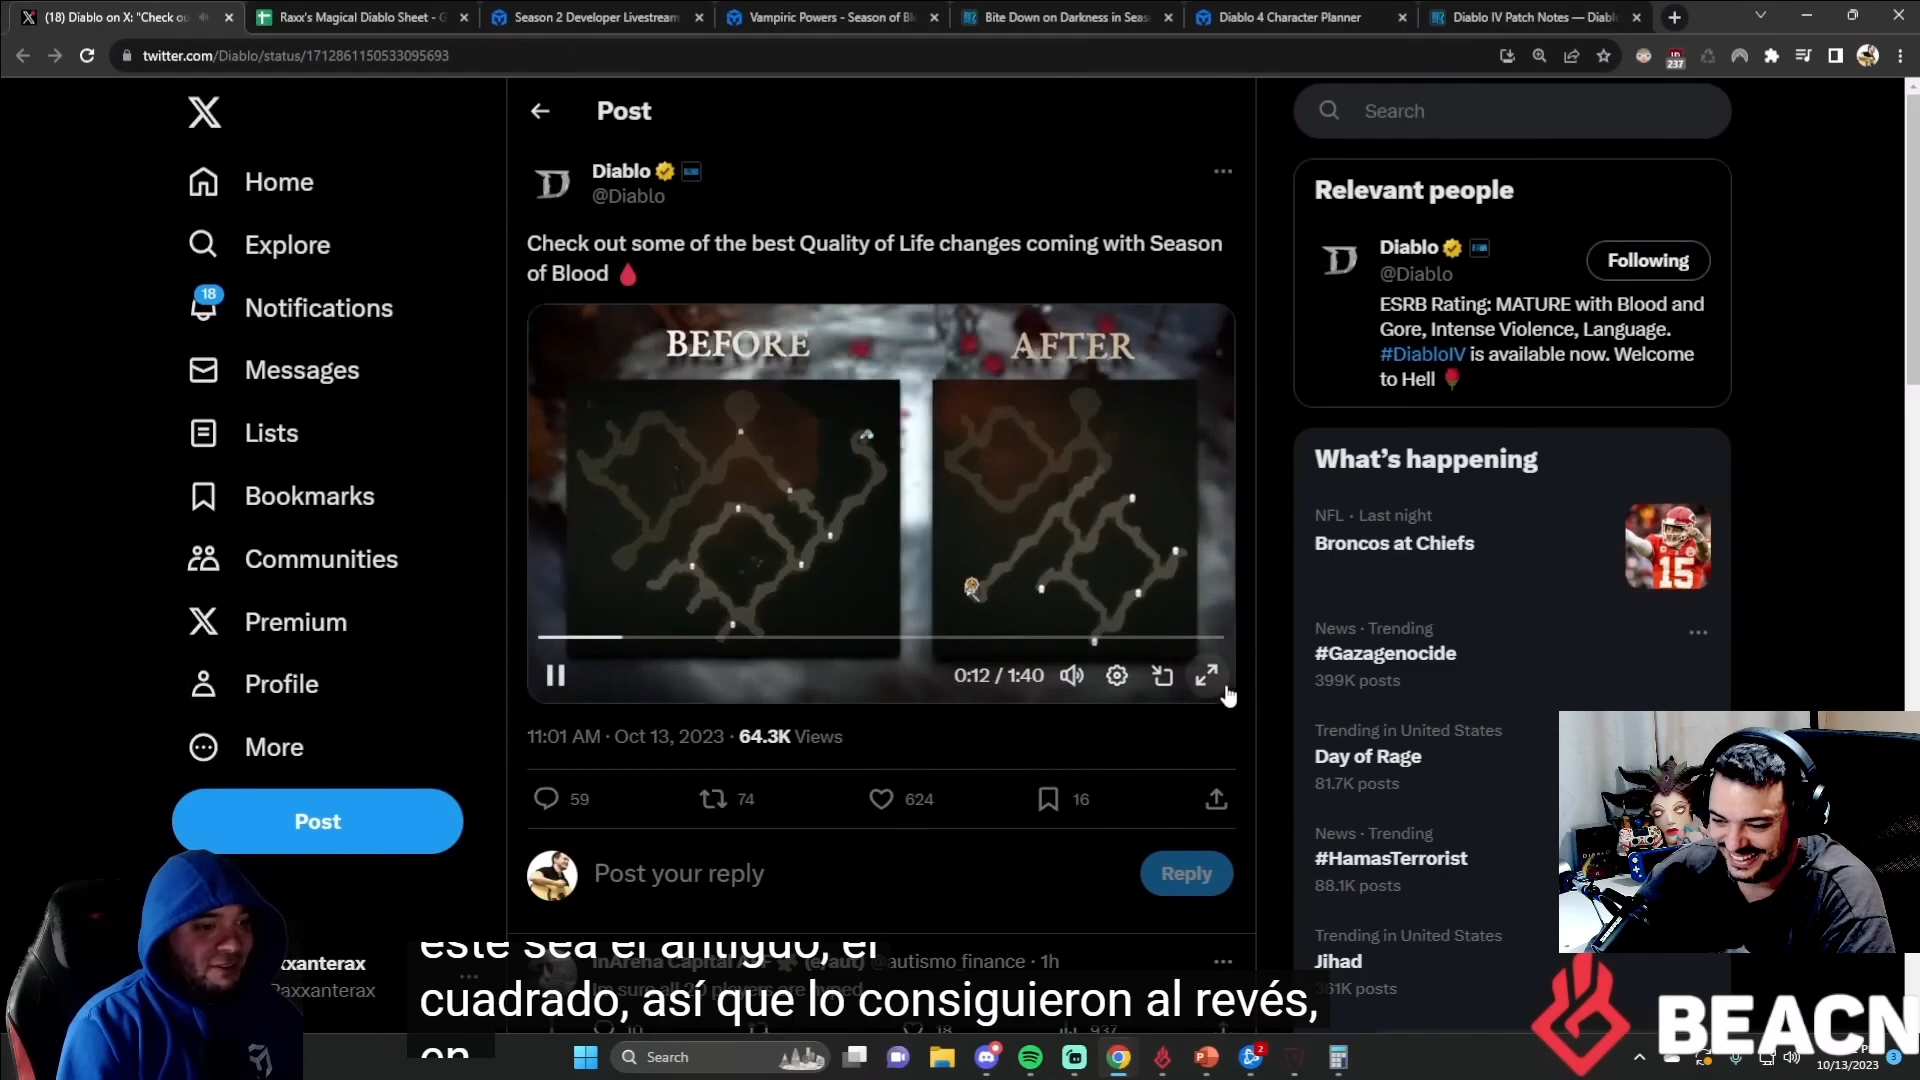 (18) Diablo on X: "Check ou
Raxx's Magical Diablo Sheet - G
Season 2 Developer Livestream
Vampiric Powers - Season of Bl
Bite Down on Darkness in Seas
Diablo 4 Character Planner
Diablo IV Patch Notes — Diabl
twitter.com/Diablo/status/1712861150533095693
237
Home
Explore
18
Notifications
Messages
Lists
Bookmarks
Communities
Premium
Profile
More
Post
Post
Diablo
@Diablo
Check out some of the best Quality of Life changes coming with Season
of Blood
BEFORE
AFTER
0:12 / 1:40
11:01 AM · Oct 13, 2023 · 64.3K Views
59
74
624
16
Post your reply
Reply
@autismo finance · 1h
Search
Relevant people
Diablo
@Diablo
Following
ESRB Rating: MATURE with Blood and
Gore, Intense Violence, Language.
#DiabloIV is available now. Welcome
to Hell
What's happening
NFL · Last night
Broncos at Chiefs
15
News · Trending
#Gazagenocide
399K posts
Trending in United States
Day of Rage
81.7K posts
News · Trending
#HamasTerrorist
88.1K posts
Trending in United States
Jihad
361K posts
este sea el antiguo, el
cuadrado, así que lo consiguieron al revés,
en
BEACN
Search
2
10/13/2023
3